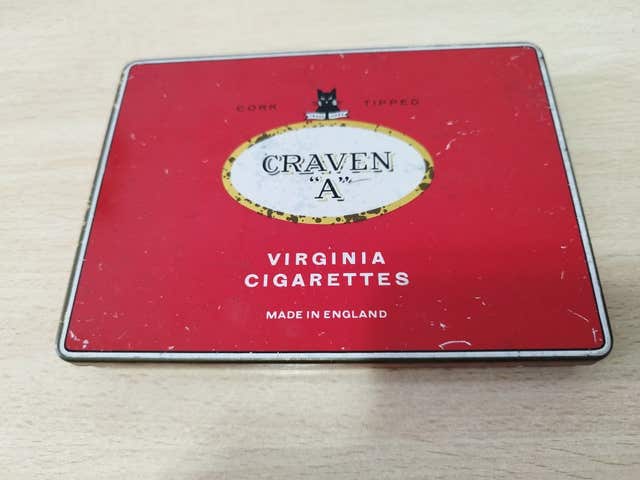 CORK TIPPED
CRAVEN
"A"
VIRGINIA
CIGARETTES
MADE IN ENGLAND